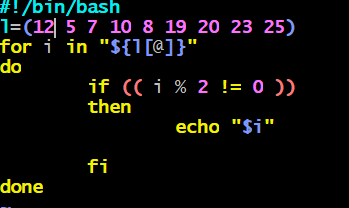 #!/bin/bash
l=(12 5 7 10 8 19 20 23 25)
for i in "${l[@]}"
do
        if (( i % 2 != 0 ))
        then
                echo "$i"

        fi
done
~